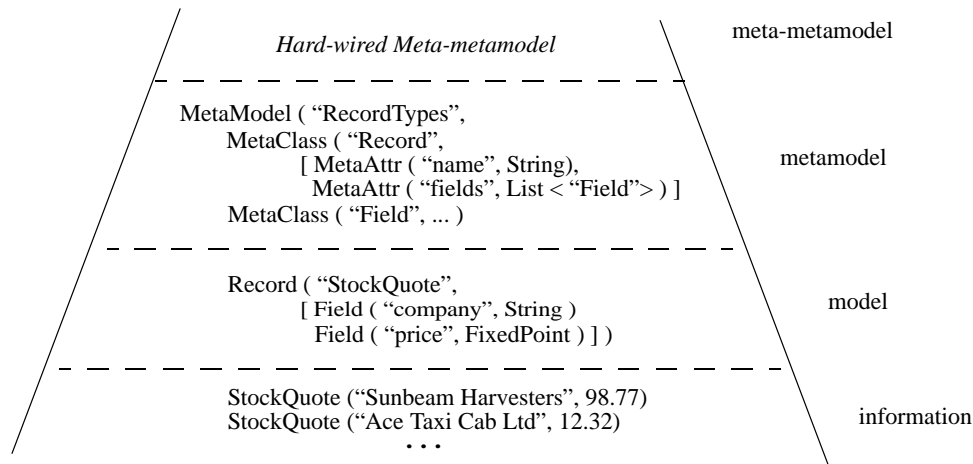 Hard-wired Meta-metamodel
meta-metamodel
MetaModel ( “RecordTypes”,
MetaClass ( “Record”,
[ MetaAttr ( “name”, String),
MetaAttr ( “fields”, List < “Field”> ) ]
MetaClass ( “Field”, ... )
metamodel
Record ( “StockQuote”,
[ Field ( “company”, String )
Field ( “price”, FixedPoint ) ] )
model
StockQuote (“Sunbeam Harvesters”, 98.77)
StockQuote (“Ace Taxi Cab Ltd”, 12.32)
...
information